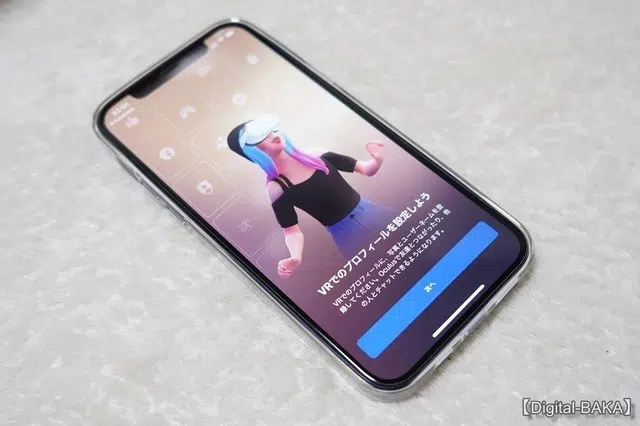 VRでのプロフィールを設定しよう
VRでのプロフィールに、写真とユーザーネームを登
録してください。Oculusで友達とつながったり、他
の人とチャットできるようになります。
次へ
【Digital-BAKA】